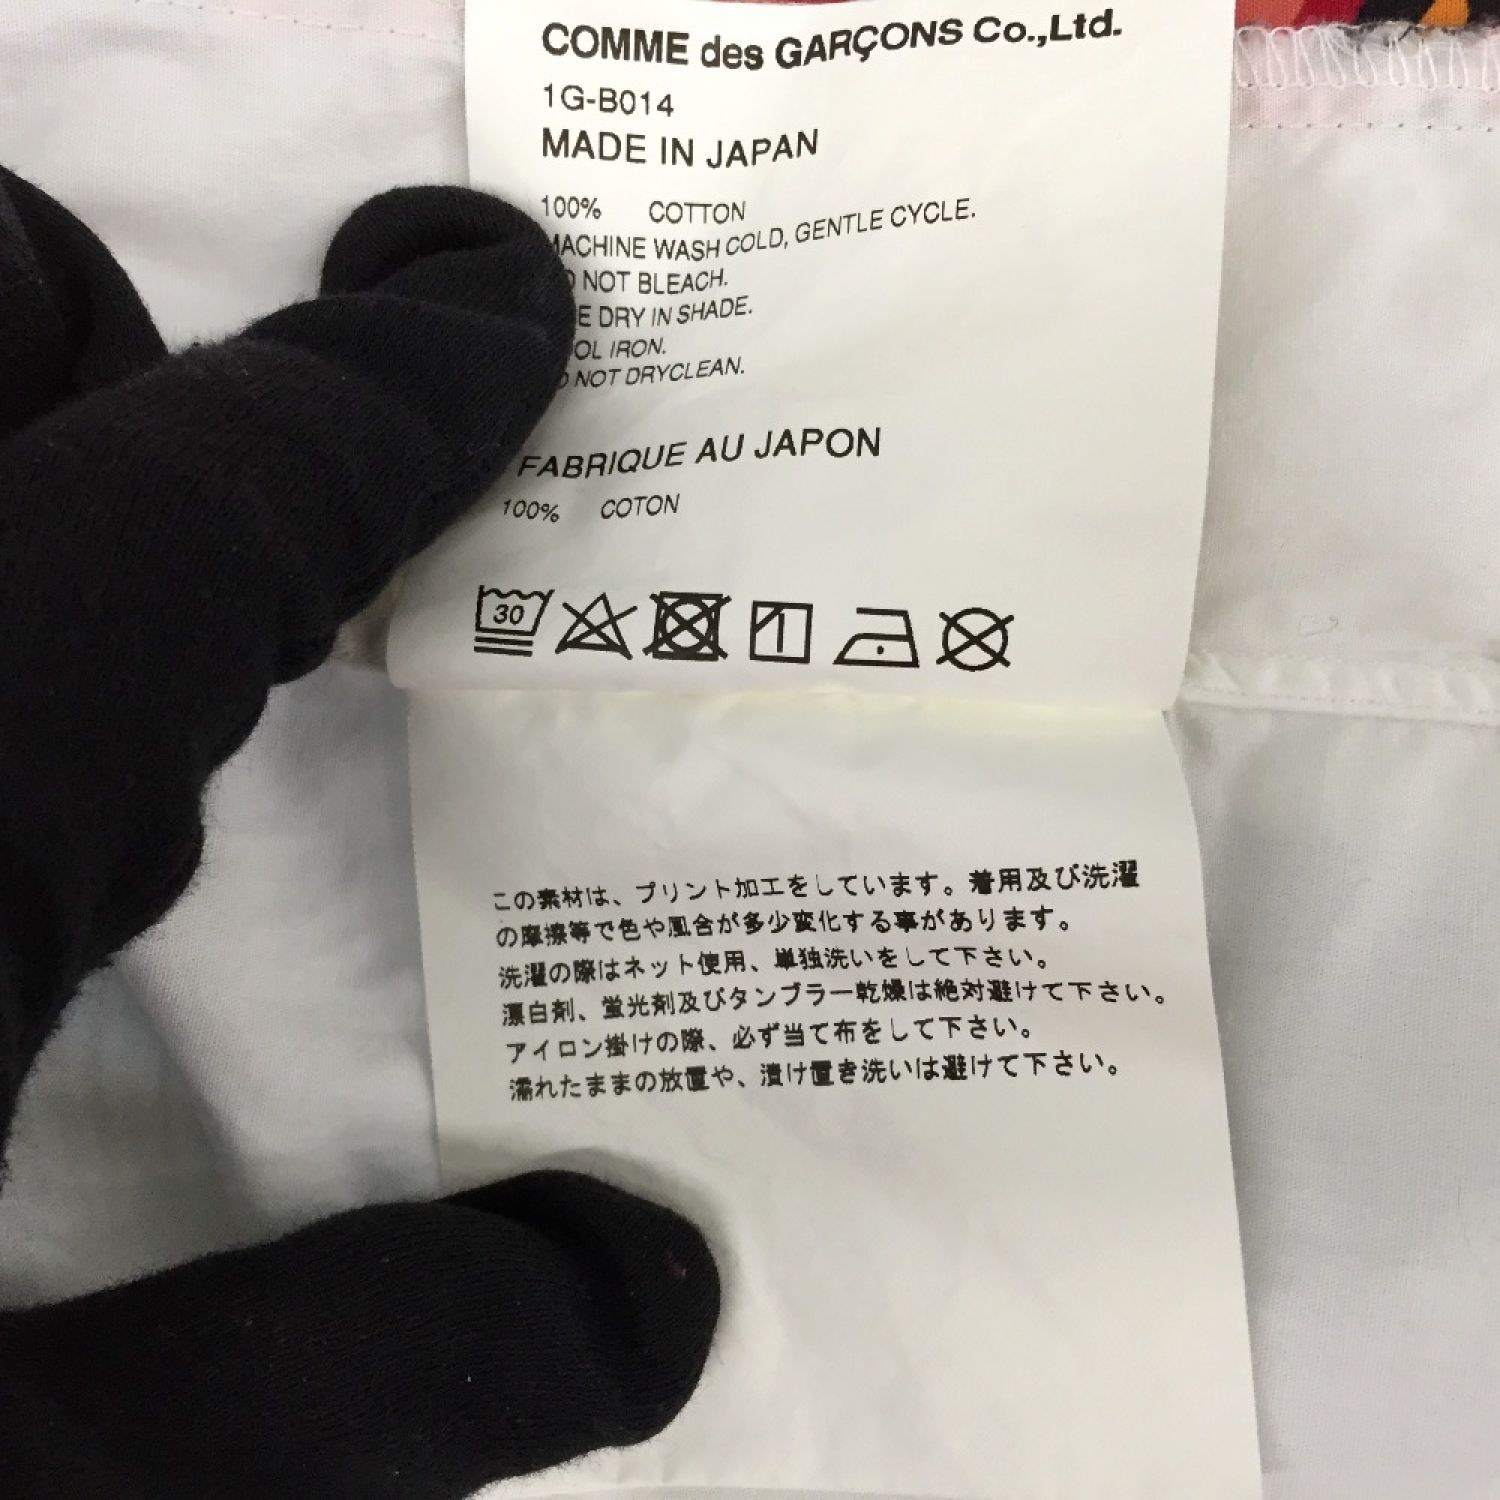 COMME des GARÇONS Co.,Ltd.
1G-B014
MADE IN JAPAN
100% COTTON
MACHINE WASH COLD, GENTLE CYCLE.
NOT BLEACH.
DRY IN SHADE.
IRON.
NOT DRYCLEAN.
FABRIQUE AU JAPON
100% COTON
30
この素材は、プリント加工をしています。着用及び洗濯
の摩擦等で色や風合が多少変化する事があります。
洗濯の際はネット使用、単独洗いをして下さい。
漂白剤、蛍光剤及びタンブラー乾燥は絶対避けて下さい。
アイロン掛けの際、必ず当て布をして下さい。
濡れたままの放置や、漬け置き洗いは避けて下さい。